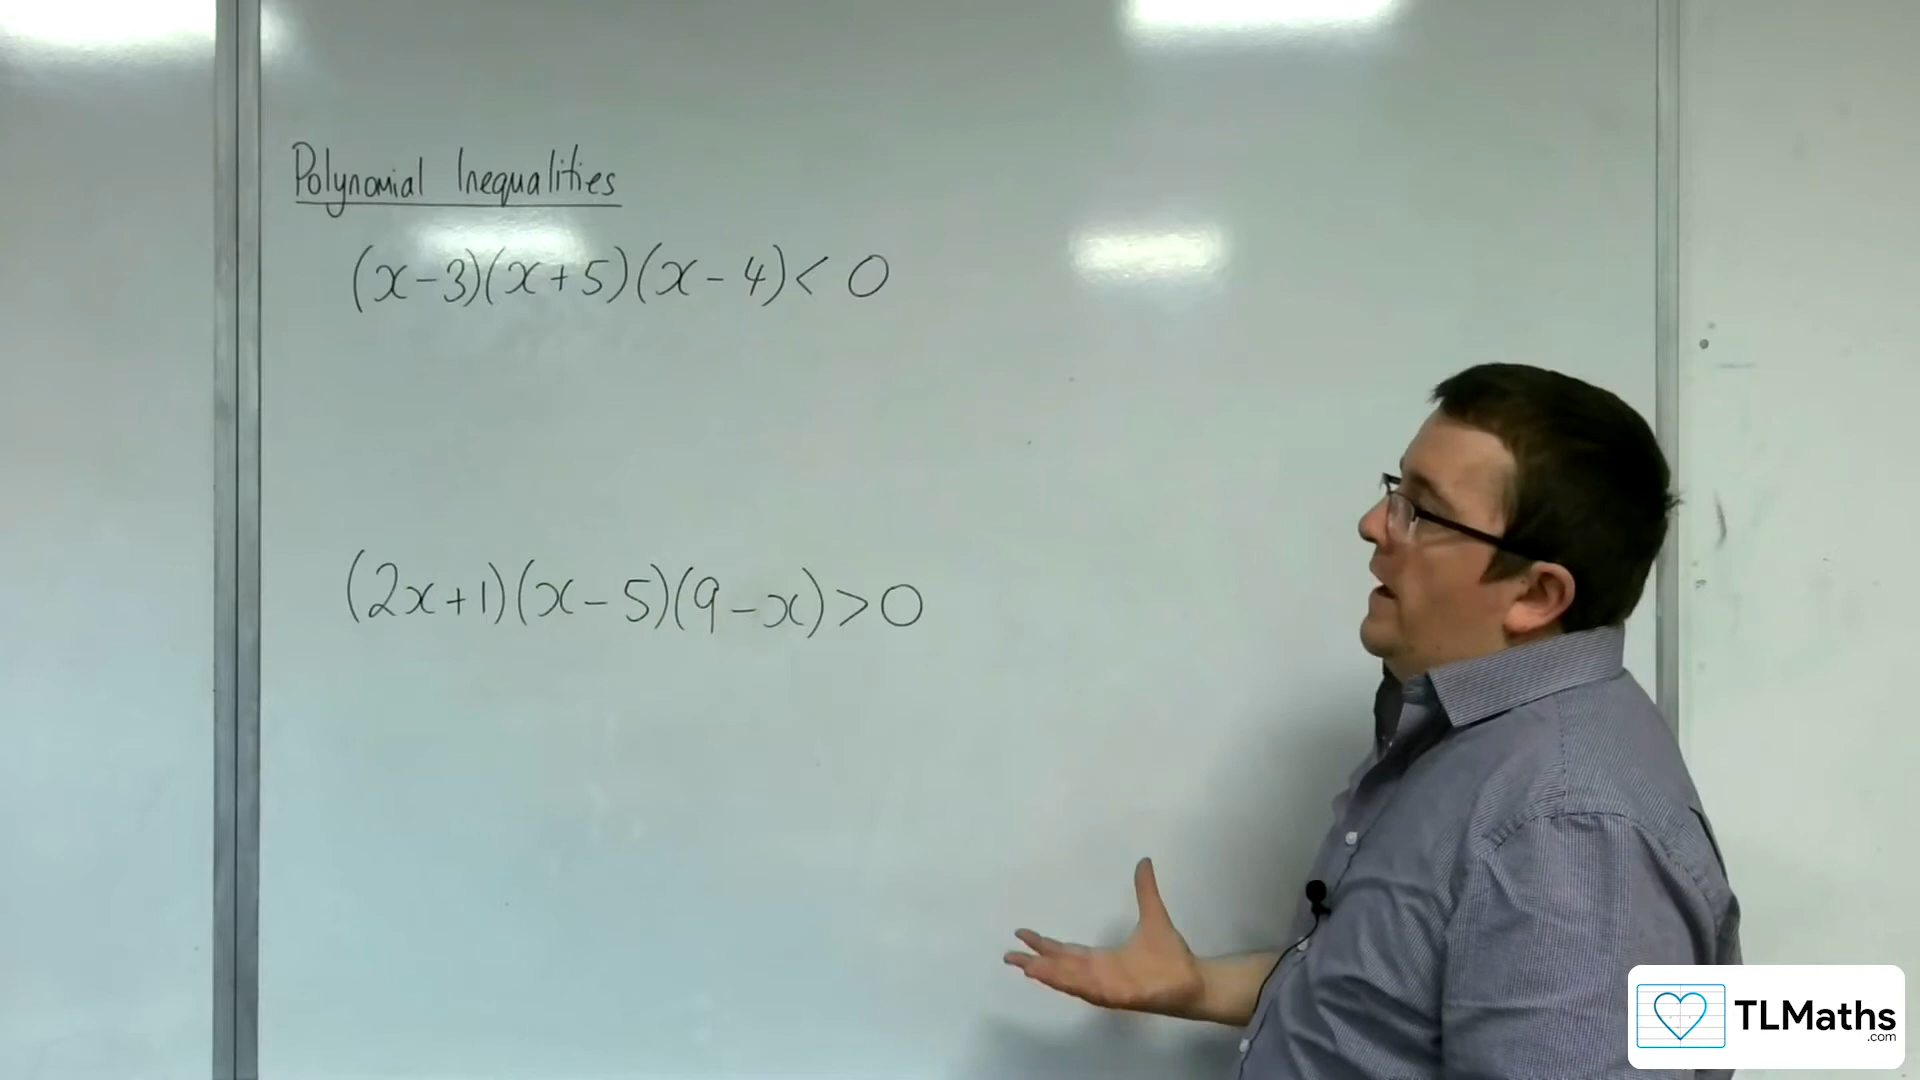 Polynomial Inequalities
(x-3)(x+5)(x-4)< 0
(2x+1)(x-5)(9-x)>0
TLMaths
.com